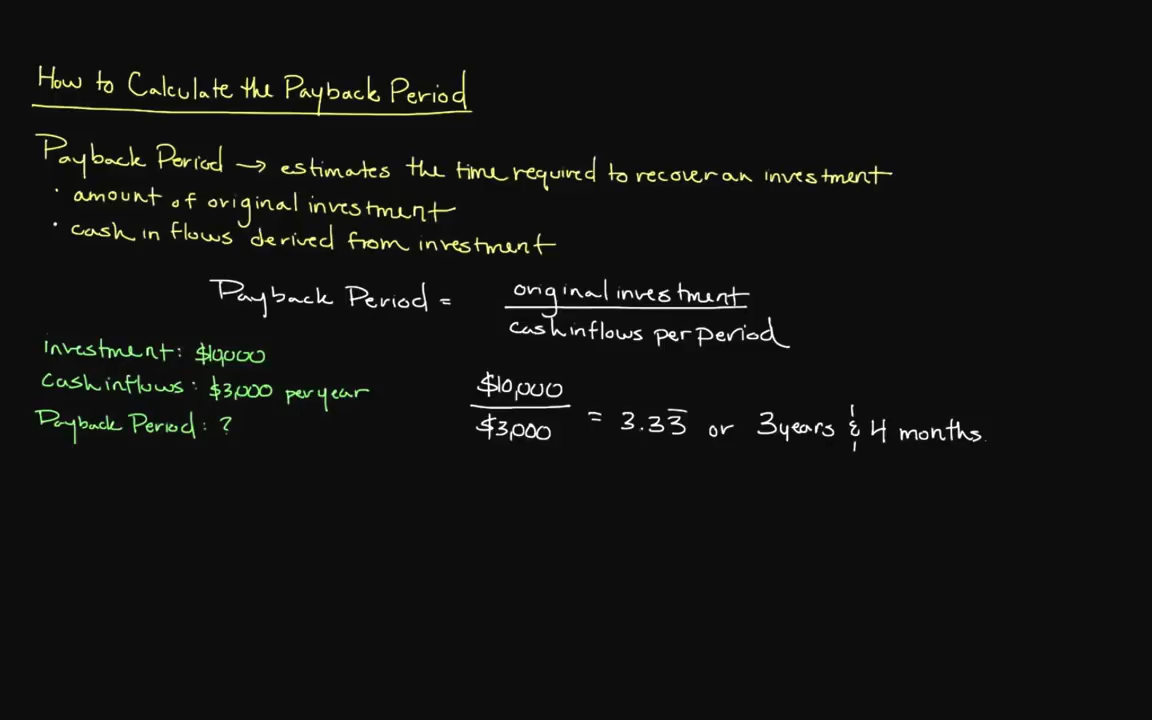 How to Calculate the Payback Period
Payback Period → estimates the time required to recover an investment
· amount of original investment
· cash in flows derived from investment
Payback Period = original investment
cash inflows per period
investment: $10,000
cash inflows: $3,000 per year
Payback Period: ?
$10,000
$3,000
= 3.33̅ or 3 years & 4 months.